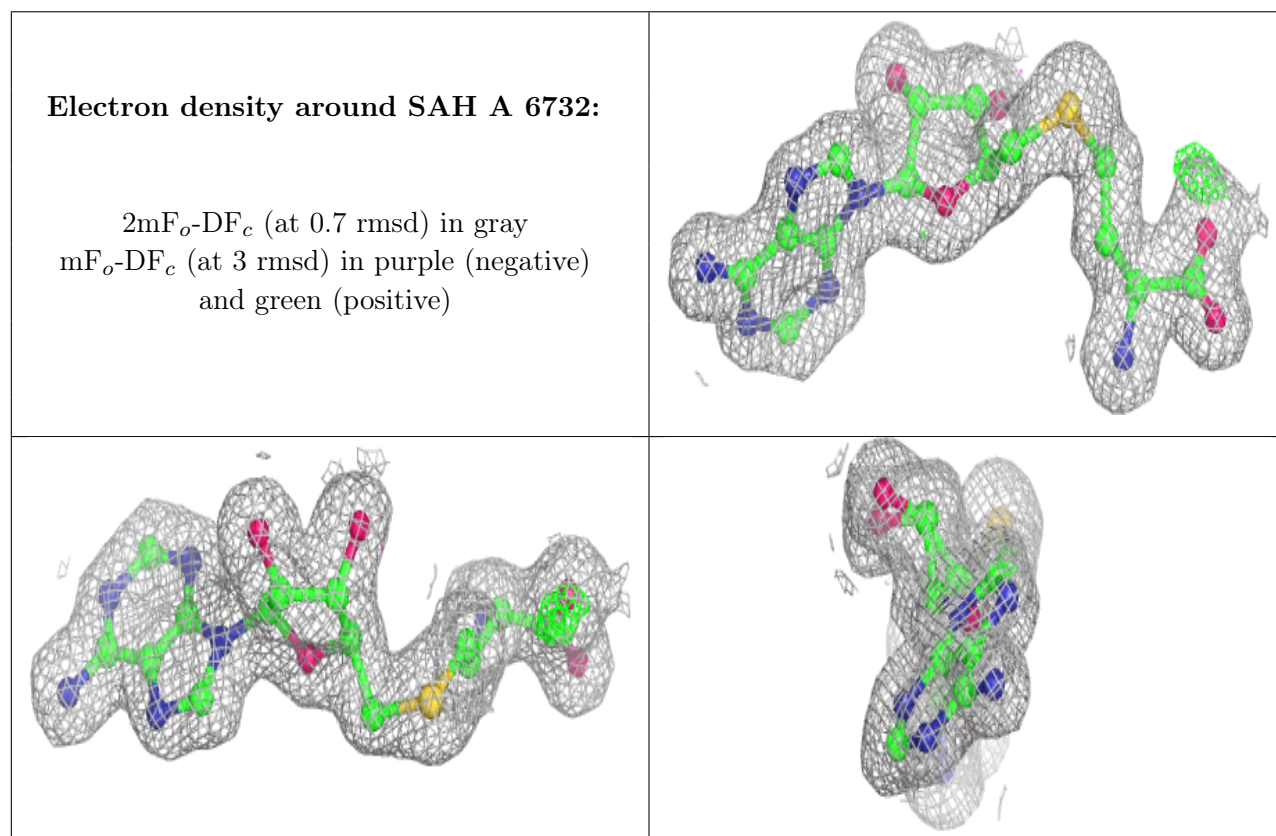 Electron density around SAH A 6732:
2mFₒ-DF𝒸 (at 0.7 rmsd) in gray
mFₒ-DF𝒸 (at 3 rmsd) in purple (negative)
and green (positive)